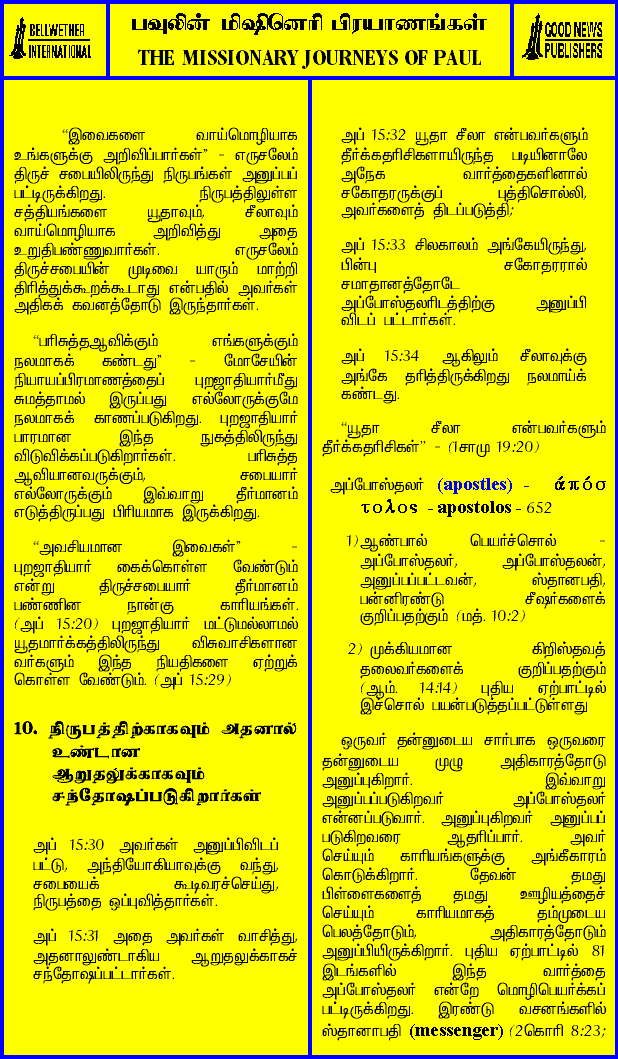 BELLWETHER
INTERNATIONAL
பவுலின் மிஷினெரி பிரயாணங்கள்
THE MISSIONARY JOURNEYS OF PAUL
GOOD NEWS
PUBLISHERS
“இவைகளை வாய்மொழியாக
உங்களுக்கு அறிவிப்பார்கள்” - எருசலேம்
திருச் சபையிலிருந்து நிருபங்கள் அனுப்பப்
பட்டிருக்கிறது. நிருபத்திலுள்ள
சத்தியங்களை யூதாவும், சீலாவும்
வாய்மொழியாக அறிவித்து அதை
உறுதிபண்ணுவார்கள். எருசலேம்
திருச்சபையின் முடிவை யாரும் மாற்றி
திரித்துக்கூறக்கூடாது என்பதில் அவர்கள்
அதிகக் கவனத்தோடு இருந்தார்கள்.
“பரிசுத்தஆவிக்கும் எங்களுக்கும்
நலமாகக் கண்டது” - மோசேயின்
நியாயப்பிரமாணத்தைப் புறஜாதியார்மீது
சுமத்தாமல் இருப்பது எல்லோருக்குமே
நலமாகக் காணப்படுகிறது. புறஜாதியார்
பாரமான இந்த நுகத்திலிருந்து
விடுவிக்கப்படுகிறார்கள். பரிசுத்த
ஆவியானவருக்கும், சபையார்
எல்லோருக்கும் இவ்வாறு தீர்மானம்
எடுத்திருப்பது பிரியமாக இருக்கிறது.
“அவசியமான இவைகள்” -
புறஜாதியார் கைக்கொள்ள வேண்டும்
என்று திருச்சபையார் தீர்மானம்
பண்ணின நான்கு காரியங்கள்.
(அப் 15:20) புறஜாதியார் மட்டுமல்லாமல்
யூதமார்க்கத்திலிருந்து விசுவாசிகளான
வர்களும் இந்த நியதிகளை ஏற்றுக்
கொள்ள வேண்டும். (அப் 15:29)
10. நிருபத்திற்காகவும் அதனால்
உண்டான
ஆறுதலுக்காகவும்
சந்தோஷப்படுகிறார்கள்
அப் 15:30 அவர்கள் அனுப்பிவிடப்
பட்டு, அந்தியோகியாவுக்கு வந்து,
சபையைக் கூடிவரச்செய்து,
நிருபத்தை ஒப்புவித்தார்கள்.
அப் 15:31 அதை அவர்கள் வாசித்து,
அதனாலுண்டாகிய ஆறுதலுக்காகச்
சந்தோஷப்பட்டார்கள்.
அப் 15:32 யூதா சீலா என்பவர்களும்
தீர்க்கதரிசிகளாயிருந்த படியினாலே
அநேக வார்த்தைகளினால்
சகோதரருக்குப் புத்திசொல்லி,
அவர்களைத் திடப்படுத்தி;
அப் 15:33 சிலகாலம் அங்கேயிருந்து,
பின்பு சகோதரரால்
சமாதானத்தோடே
அப்போஸ்தலரிடத்திற்கு அனுப்பி
விடப் பட்டார்கள்.
அப் 15:34 ஆகிலும் சீலாவுக்கு
அங்கே தரித்திருக்கிறது நலமாய்க்
கண்டது.
“யூதா சீலா என்பவர்களும்
தீர்க்கதரிசிகள்” - (1சாமு 19:20)
அப்போஸ்தலர் (apostles) - ἀπόσ
τολος - apostolos - 652
1) ஆண்பால் பெயர்ச்சொல் -
அப்போஸ்தலர், அப்போஸ்தலன்,
அனுப்பப்பட்டவன், ஸ்தானபதி,
பன்னிரண்டு சீஷர்களைக்
குறிப்பதற்கும் (மத். 10:2)
2) முக்கியமான கிறிஸ்தவத்
தலைவர்களைக் குறிப்பதற்கும்
(ஆம். 14:14) புதிய ஏற்பாட்டில்
இச்சொல் பயன்படுத்தப்பட்டுள்ளது
ஒருவர் தன்னுடைய சார்பாக ஒருவரை
தன்னுடைய முழு அதிகாரத்தோடு
அனுப்புகிறார். இவ்வாறு
அனுப்பப்படுகிறவர் அப்போஸ்தலர்
என்னப்படுவார். அனுப்புகிறவர் அனுப்பப்
படுகிறவரை ஆதரிப்பார். அவர்
செய்யும் காரியங்களுக்கு அங்கீகாரம்
கொடுக்கிறார். தேவன் தமது
பிள்ளைகளைத் தமது ஊழியத்தைச்
செய்யும் காரியமாகத் தம்முடைய
பெலத்தோடும், அதிகாரத்தோடும்
அனுப்பியிருக்கிறார். புதிய ஏற்பாட்டில் 81
இடங்களில் இந்த வார்த்தை
அப்போஸ்தலர் என்றே மொழிபெயர்க்கப்
பட்டிருக்கிறது. இரண்டு வசனங்களில்
ஸ்தானாபதி (messenger) (2கொரி 8:23;